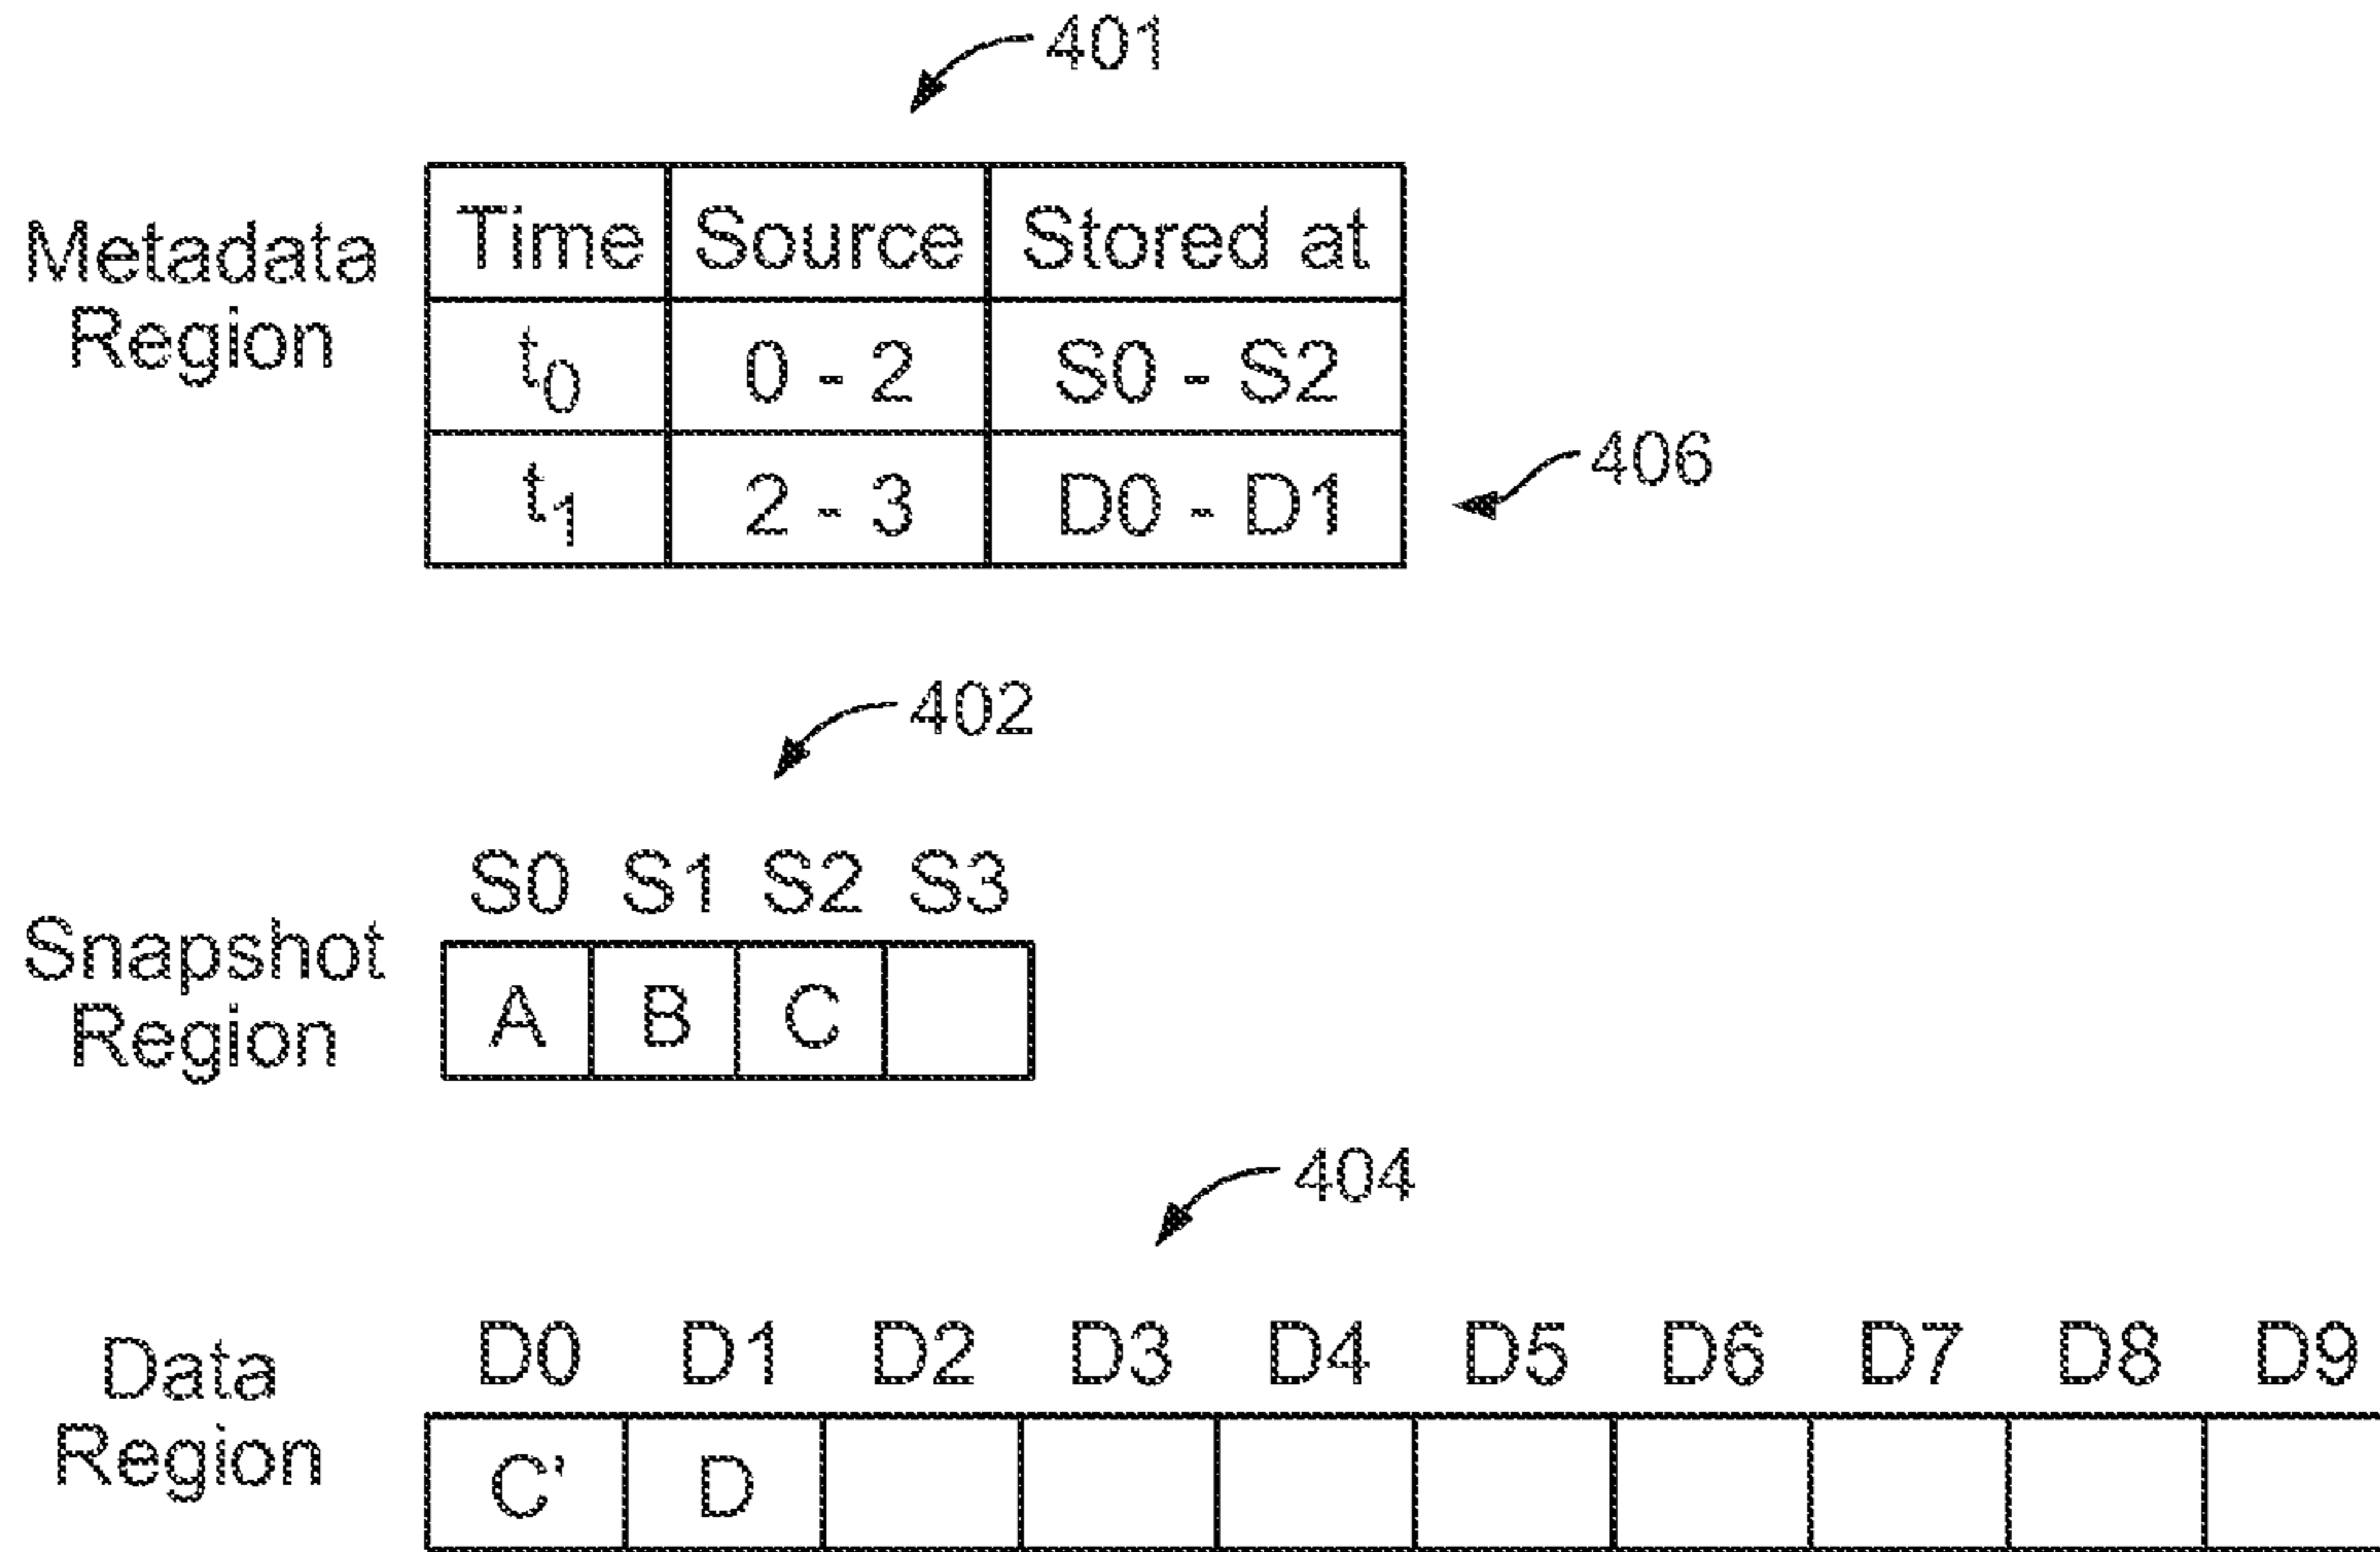 401
Metadata
Region
Time Source Stored at
t0 0 - 2 S0 - S2
t1 2 - 3 D0 - D1
406
402
S0 S1 S2 S3
Snapshot
Region
A B C
404
D0 D1 D2 D3 D4 D5 D6 D7 D8 D9
Data
Region
C' D